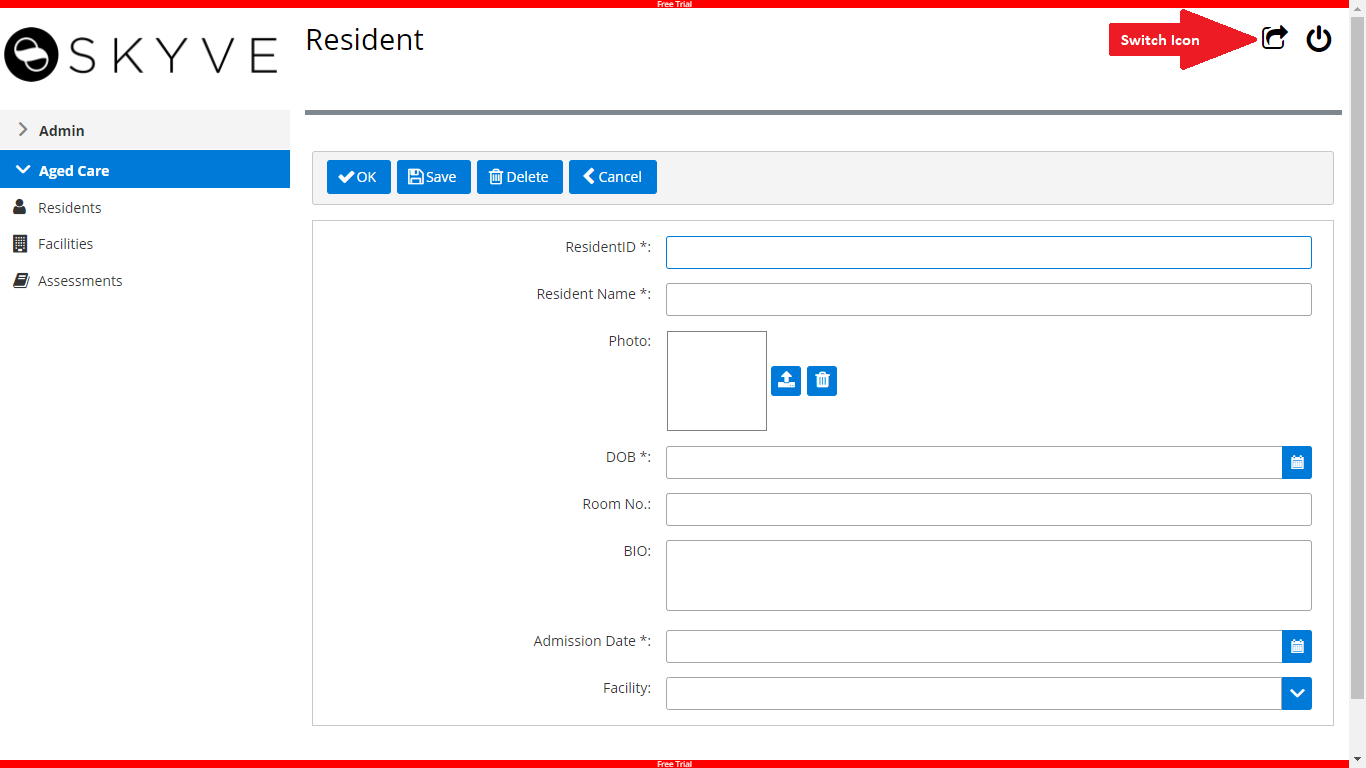 Free Trial
SKYVE
Resident
Switch Icon
Admin
Aged Care
Residents
Facilities
Assessments
OK Save Delete Cancel
ResidentID *:
Resident Name *:
Photo:
DOB *:
Room No.:
BIO:
Admission Date *:
Facility:
Free Trial